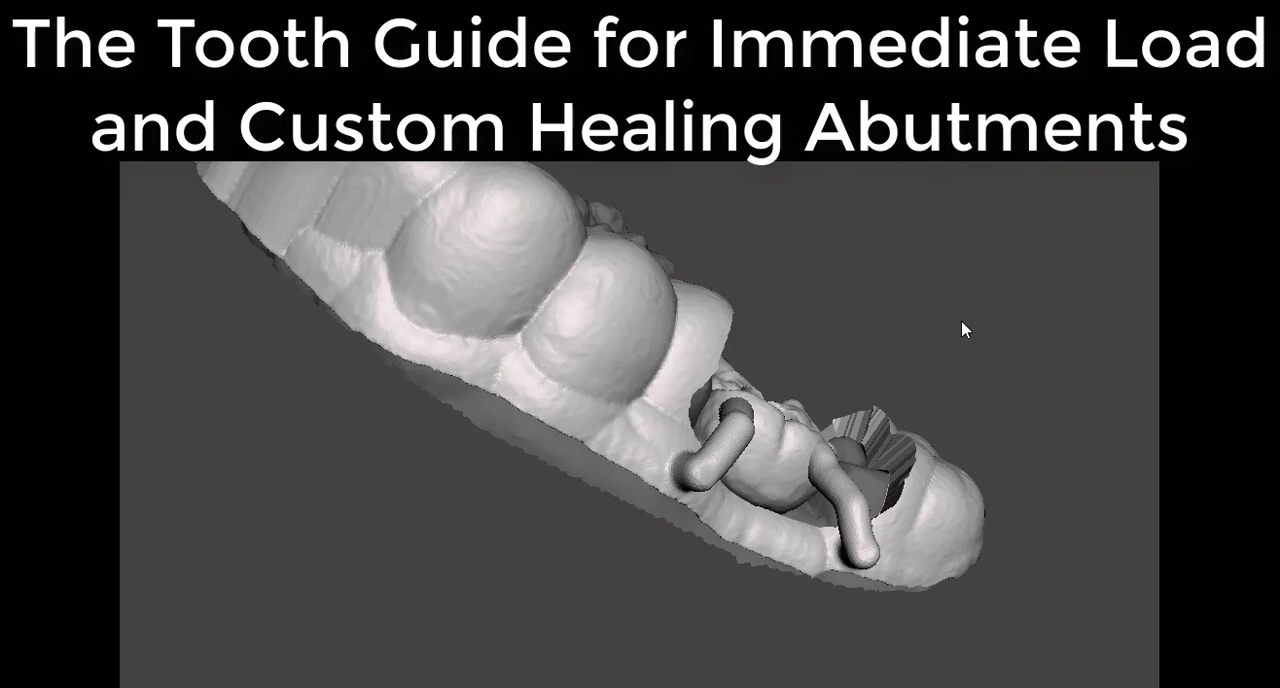 The Tooth Guide for Immediate Load
and Custom Healing Abutments